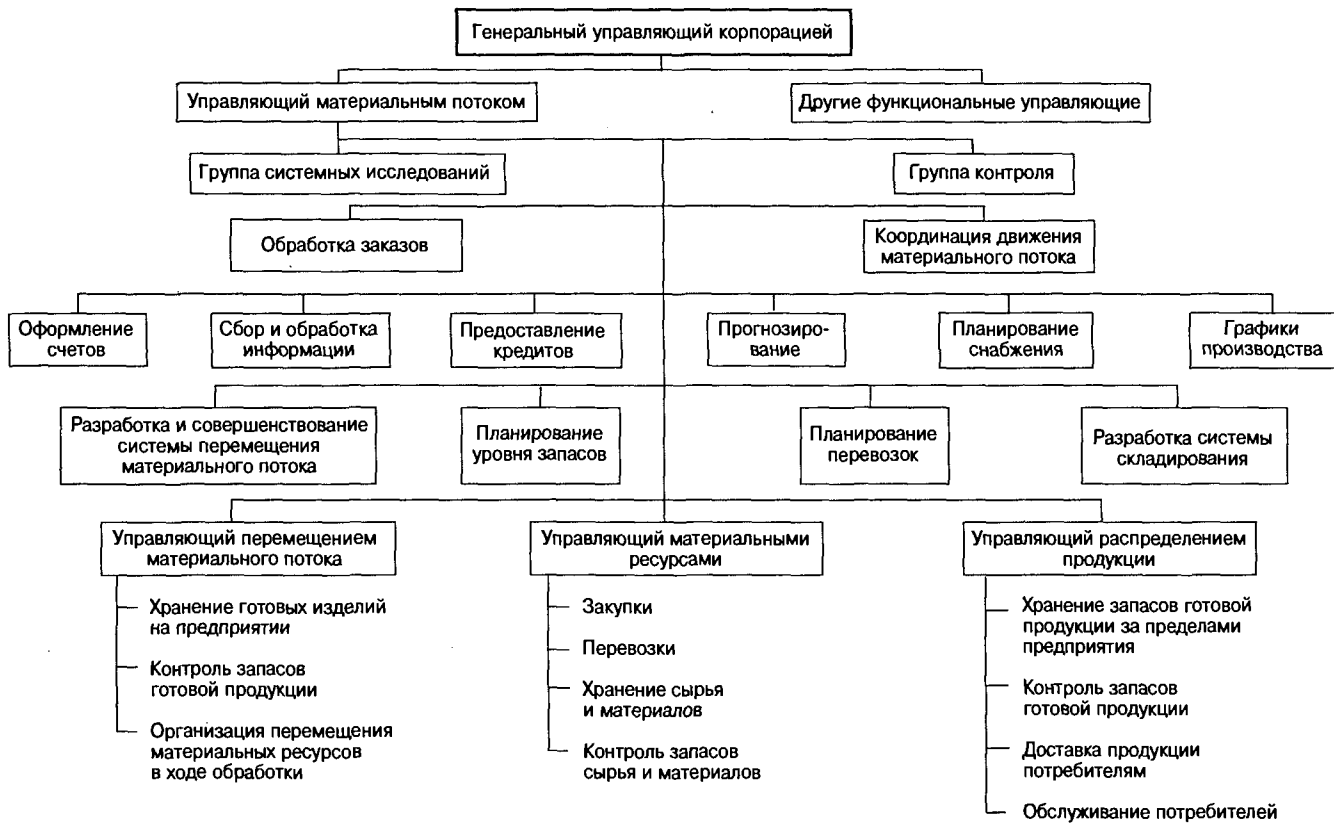 Генеральный управляющий корпорацией
Управляющий материальным потоком
Другие функциональные управляющие
Группа системных исследований
Группа контроля
Обработка заказов
Координация движения
материального потока
Оформление
счетов
Сбор и обработка
информации
Предоставление
кредитов
Прогнозиро-
вание
Планирование
снабжения
Графики
производства
Разработка и совершенствование
системы перемещения
материального потока
Планирование
уровня запасов
Планирование
перевозок
Разработка системы
складирования
Управляющий перемещением
материального потока
Хранение готовых изделий
на предприятии
Контроль запасов
готовой продукции
Организация перемещения
материальных ресурсов
в ходе обработки
Управляющий материальными
ресурсами
Закупки
Перевозки
Хранение сырья
и материалов
Контроль запасов
сырья и материалов
Управляющий распределением
продукции
Хранение запасов готовой
продукции за пределами
предприятия
Контроль запасов
готовой продукции
Доставка продукции
потребителям
Обслуживание потребителей